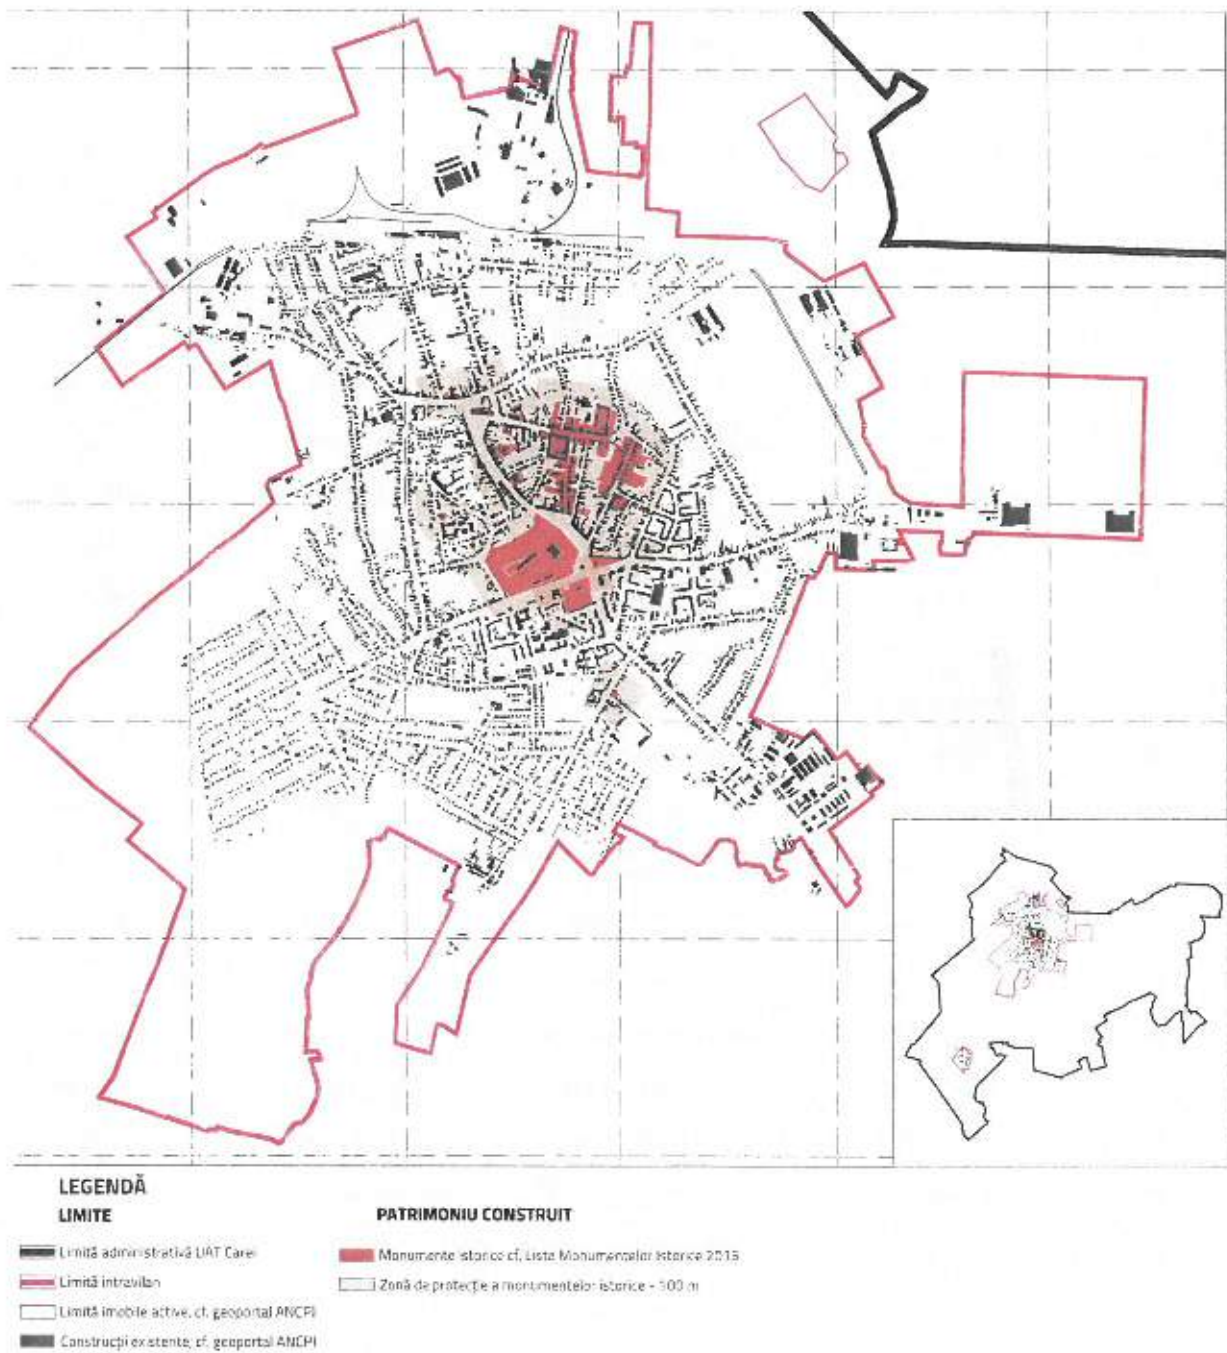 LEGENDĂ
LIMITE
Limită administrativă UAT Carei
Limită intravilan
Limită imobile active, cf. geoportal ANCPI
Construcții existente, cf. geoportal ANCPI
PATRIMONIU CONSTRUIT
Monumente istorice cf. Lista Monumentelor Istorice 2015
Zonă de protecție a monumentelor istorice - 100 m